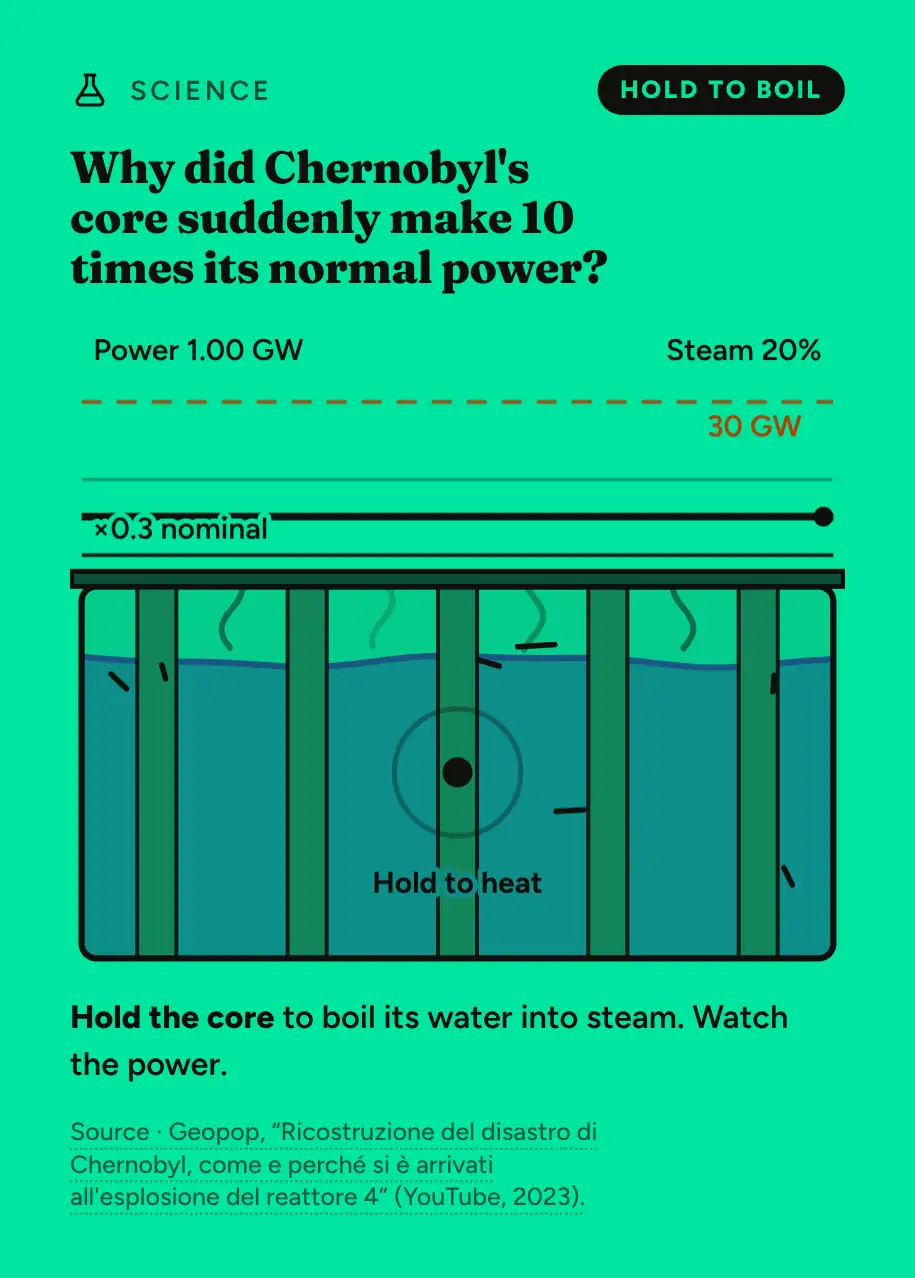 SCIENCE
HOLD TO BOIL
Why did Chernobyl's
core suddenly make 10
times its normal power?
Power 1.00 GW
Steam 20%
30 GW
×0.3 nominal
Hold to heat
Hold the core to boil its water into steam. Watch
the power.
Source · Geopop, “Ricostruzione del disastro di
Chernobyl, come e perché si è arrivati
all'esplosione del reattore 4” (YouTube, 2023).